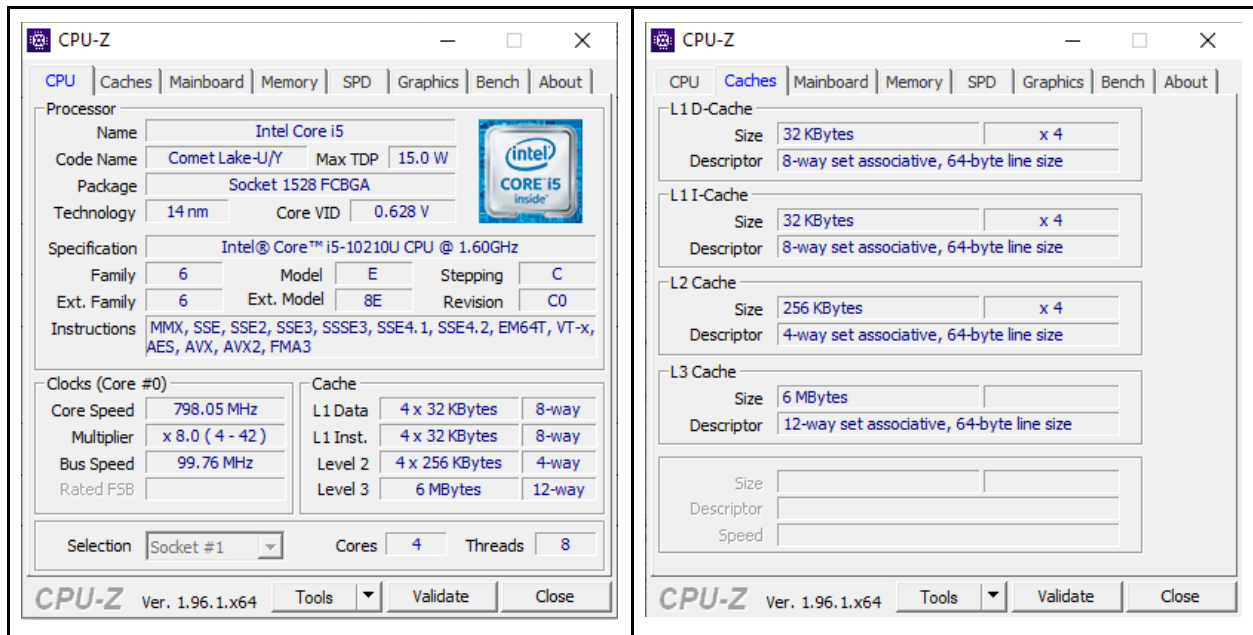 CPU-Z
CPU Caches Mainboard Memory SPD Graphics Bench About
Processor
Name Intel Core i5
Code Name Comet Lake-U/Y Max TDP 15.0 W
Package Socket 1528 FCBGA
Technology 14 nm Core VID 0.628 V
intel
CORE i5
inside
Specification Intel® Core™ i5-10210U CPU @ 1.60GHz
Family 6 Model E Stepping C
Ext. Family 6 Ext. Model 8E Revision C0
Instructions MMX, SSE, SSE2, SSE3, SSSE3, SSE4.1, SSE4.2, EM64T, VT-x,
AES, AVX, AVX2, FMA3
Clocks (Core #0)
Core Speed 798.05 MHz
Multiplier x 8.0 ( 4 - 42 )
Bus Speed 99.76 MHz
Rated FSB
Cache
L1 Data 4 x 32 KBytes 8-way
L1 Inst. 4 x 32 KBytes 8-way
Level 2 4 x 256 KBytes 4-way
Level 3 6 MBytes 12-way
Selection Socket #1 Cores 4 Threads 8
CPU-Z Ver. 1.96.1.x64 Tools Validate Close
CPU-Z
CPU Caches Mainboard Memory SPD Graphics Bench About
L1 D-Cache
Size 32 KBytes x 4
Descriptor 8-way set associative, 64-byte line size
L1 I-Cache
Size 32 KBytes x 4
Descriptor 8-way set associative, 64-byte line size
L2 Cache
Size 256 KBytes x 4
Descriptor 4-way set associative, 64-byte line size
L3 Cache
Size 6 MBytes
Descriptor 12-way set associative, 64-byte line size
Size
Descriptor
Speed
CPU-Z Ver. 1.96.1.x64 Tools Validate Close